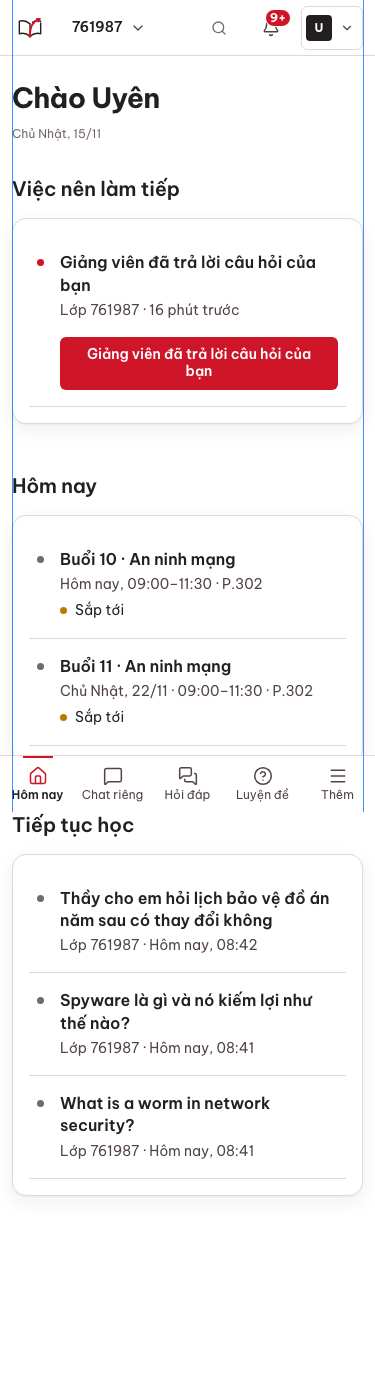 761987
9+
U
Chào Uyên
Chủ Nhật, 15/11
Việc nên làm tiếp
Giảng viên đã trả lời câu hỏi của
bạn
Lớp 761987 · 16 phút trước
Giảng viên đã trả lời câu hỏi của
bạn
Hôm nay
Buổi 10 · An ninh mạng
Hôm nay, 09:00–11:30 · P.302
Sắp tới
Buổi 11 · An ninh mạng
Chủ Nhật, 22/11 · 09:00–11:30 · P.302
Sắp tới
Hôm nay
Chat riêng
Hỏi đáp
Luyện đề
Thêm
Tiếp tục học
Thầy cho em hỏi lịch bảo vệ đồ án
năm sau có thay đổi không
Lớp 761987 · Hôm nay, 08:42
Spyware là gì và nó kiếm lợi như
thế nào?
Lớp 761987 · Hôm nay, 08:41
What is a worm in network
security?
Lớp 761987 · Hôm nay, 08:41